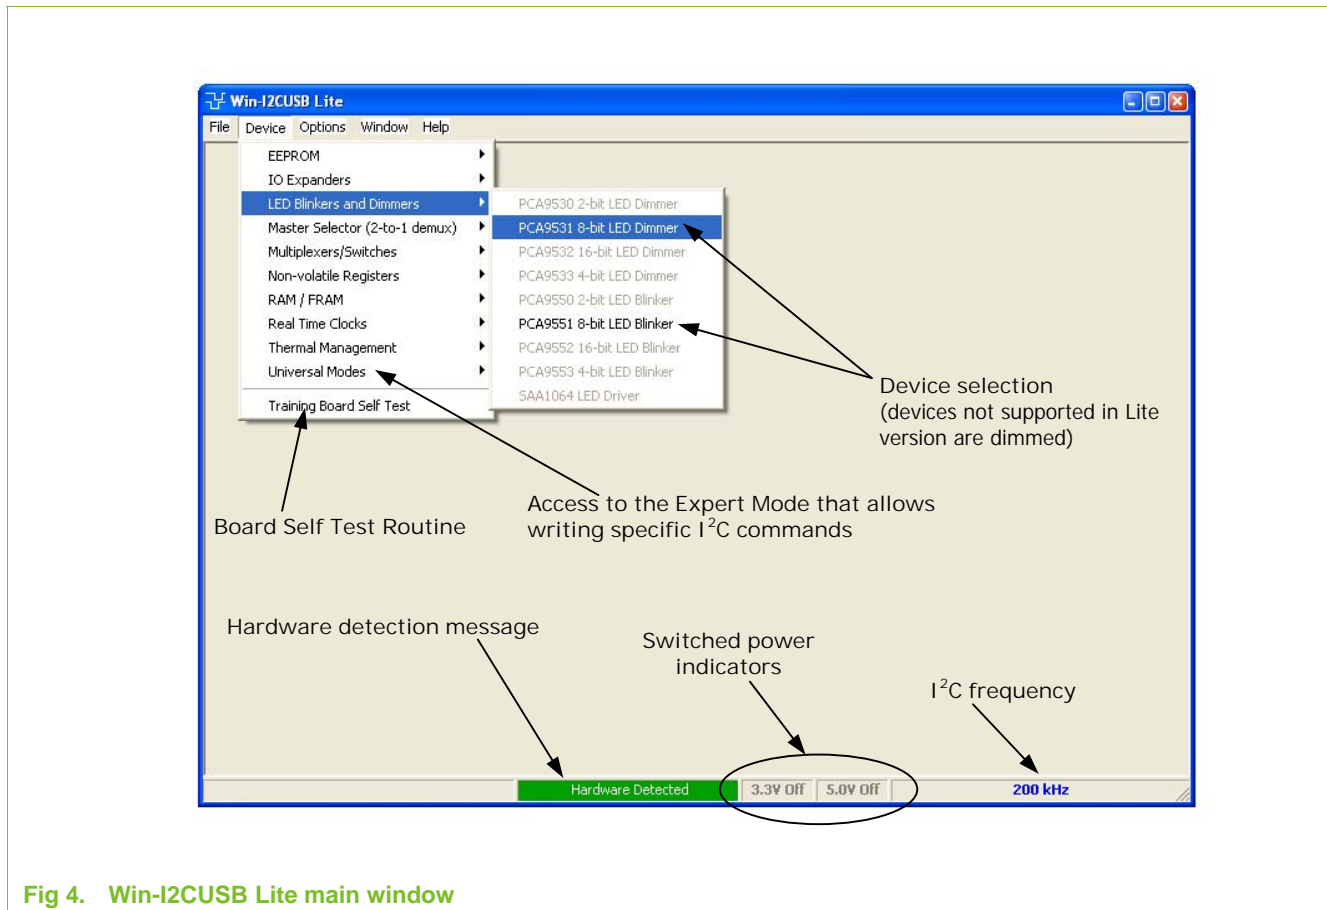 Win-I2CUSB Lite
File Device Options Window Help
EEPROM
IO Expanders
LED Blinkers and Dimmers
Master Selector (2-to-1 demux)
Multiplexers/Switches
Non-volatile Registers
RAM / FRAM
Real Time Clocks
Thermal Management
Universal Modes
Training Board Self Test
PCA9530 2-bit LED Dimmer
PCA9531 8-bit LED Dimmer
PCA9532 16-bit LED Dimmer
PCA9533 4-bit LED Dimmer
PCA9550 2-bit LED Blinker
PCA9551 8-bit LED Blinker
PCA9552 16-bit LED Blinker
PCA9553 4-bit LED Blinker
SAA1064 LED Driver
Device selection
(devices not supported in Lite
version are dimmed)
Access to the Expert Mode that allows
writing specific I²C commands
Board Self Test Routine
Hardware detection message
Switched power
indicators
I²C frequency
Hardware Detected 3.3V Off 5.0V Off 200 kHz
Fig 4. Win-I2CUSB Lite main window